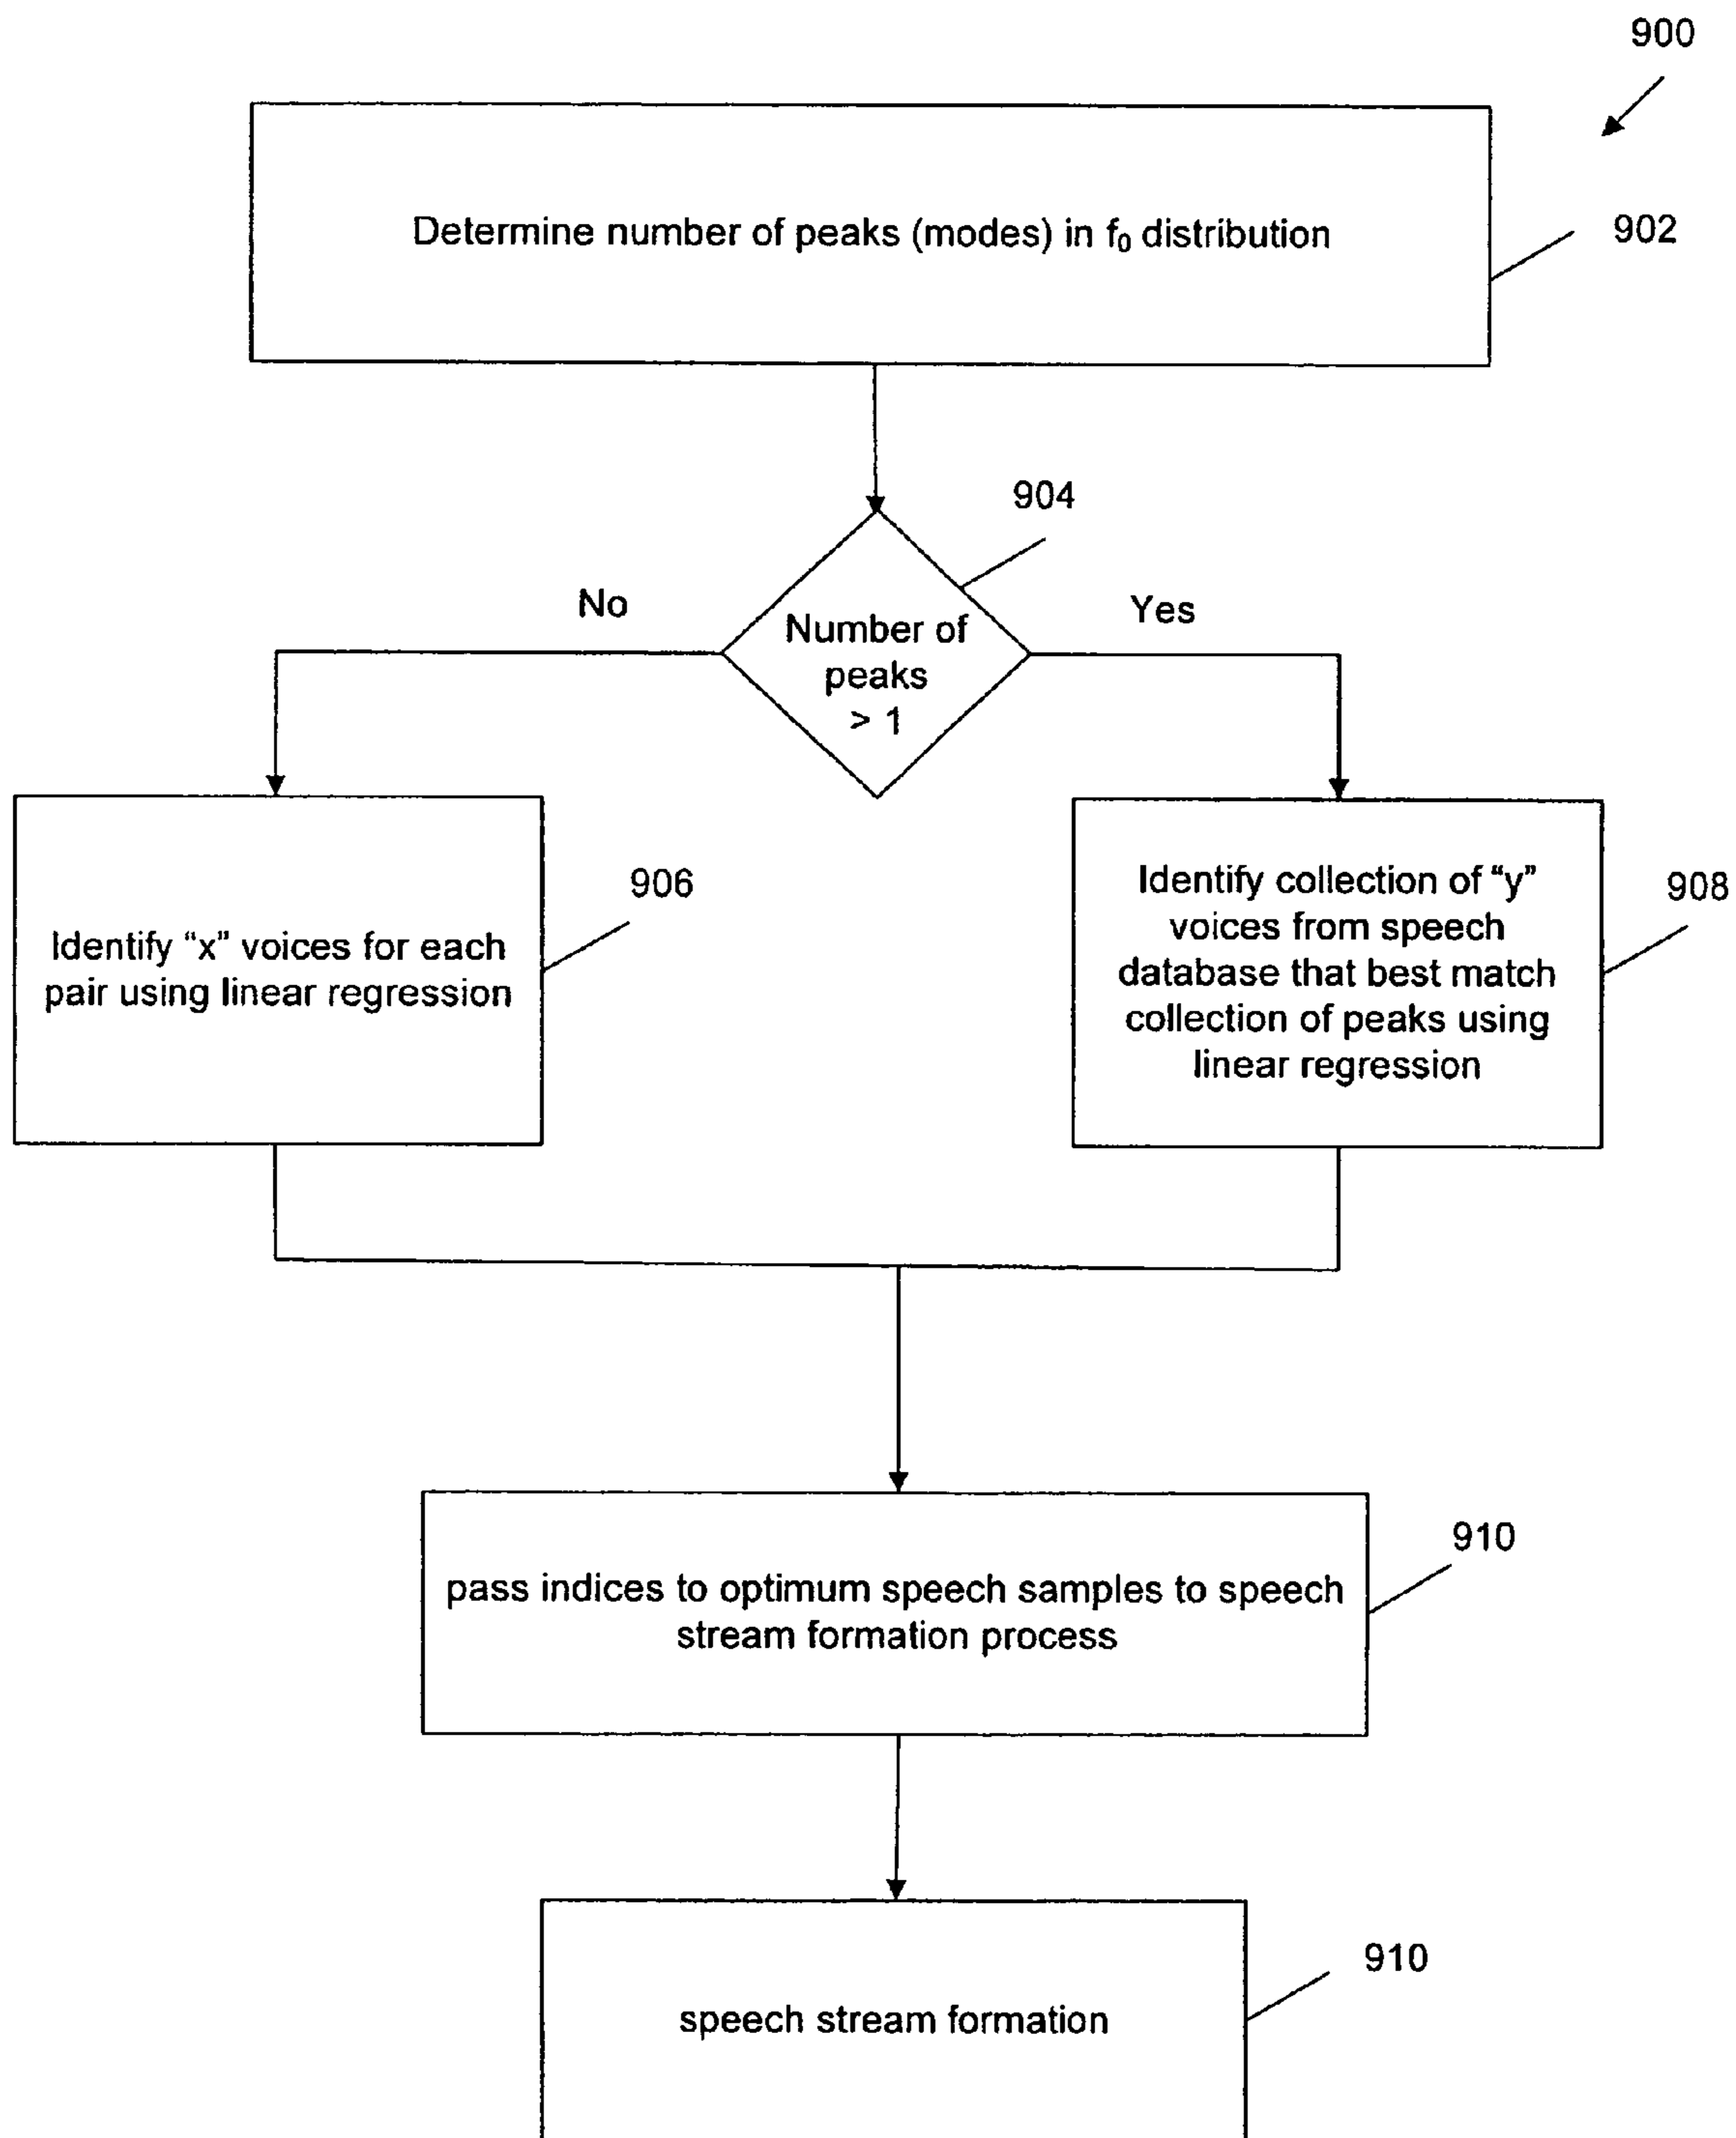 900
Determine number of peaks (modes) in f₀ distribution
902
904
No
Yes
Number of
peaks
> 1
906
Identify “x” voices for each
pair using linear regression
908
Identify collection of “y”
voices from speech
database that best match
collection of peaks using
linear regression
910
pass indices to optimum speech samples to speech
stream formation process
910
speech stream formation